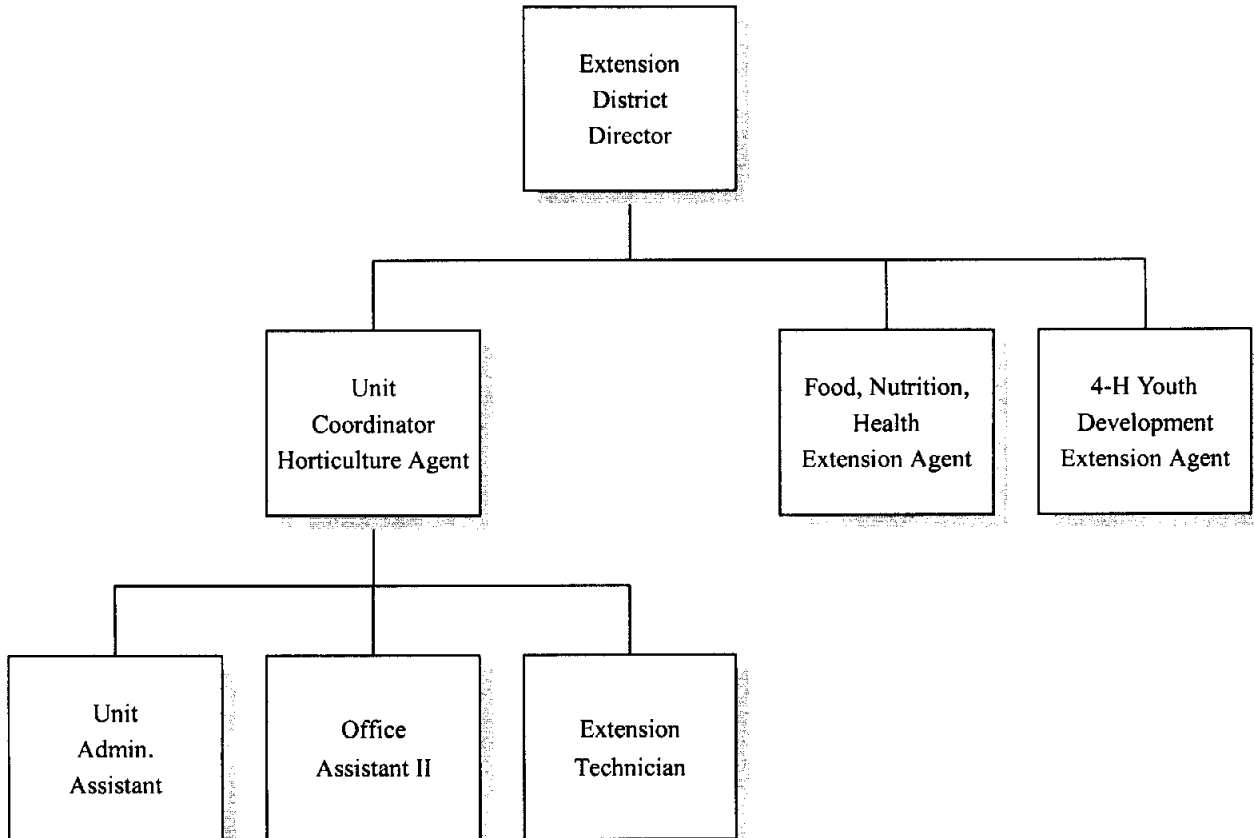 Extension
District
Director
Unit
Coordinator
Horticulture Agent
Food, Nutrition,
Health
Extension Agent
4-H Youth
Development
Extension Agent
Unit
Admin.
Assistant
Office
Assistant II
Extension
Technician